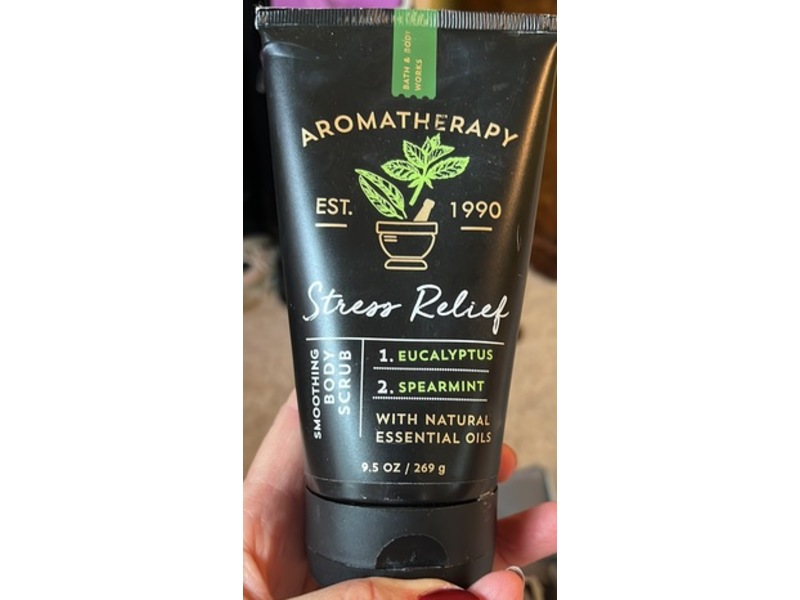 BATH & BODY
WORKS
AROMATHERAPY
EST. 1990
Stress Relief
SMOOTHING
BODY
SCRUB
1. EUCALYPTUS
2. SPEARMINT
WITH NATURAL
ESSENTIAL OILS
9.5 OZ / 269 g